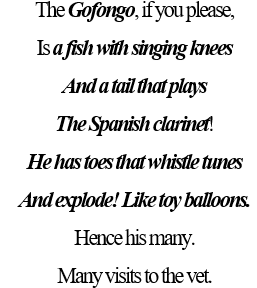 The Gofongo, if you please,
Is a fish with singing knees
And a tail that plays
The Spanish clarinet!
He has toes that whistle tunes
And explode! Like toy balloons.
Hence his many.
Many visits to the vet.